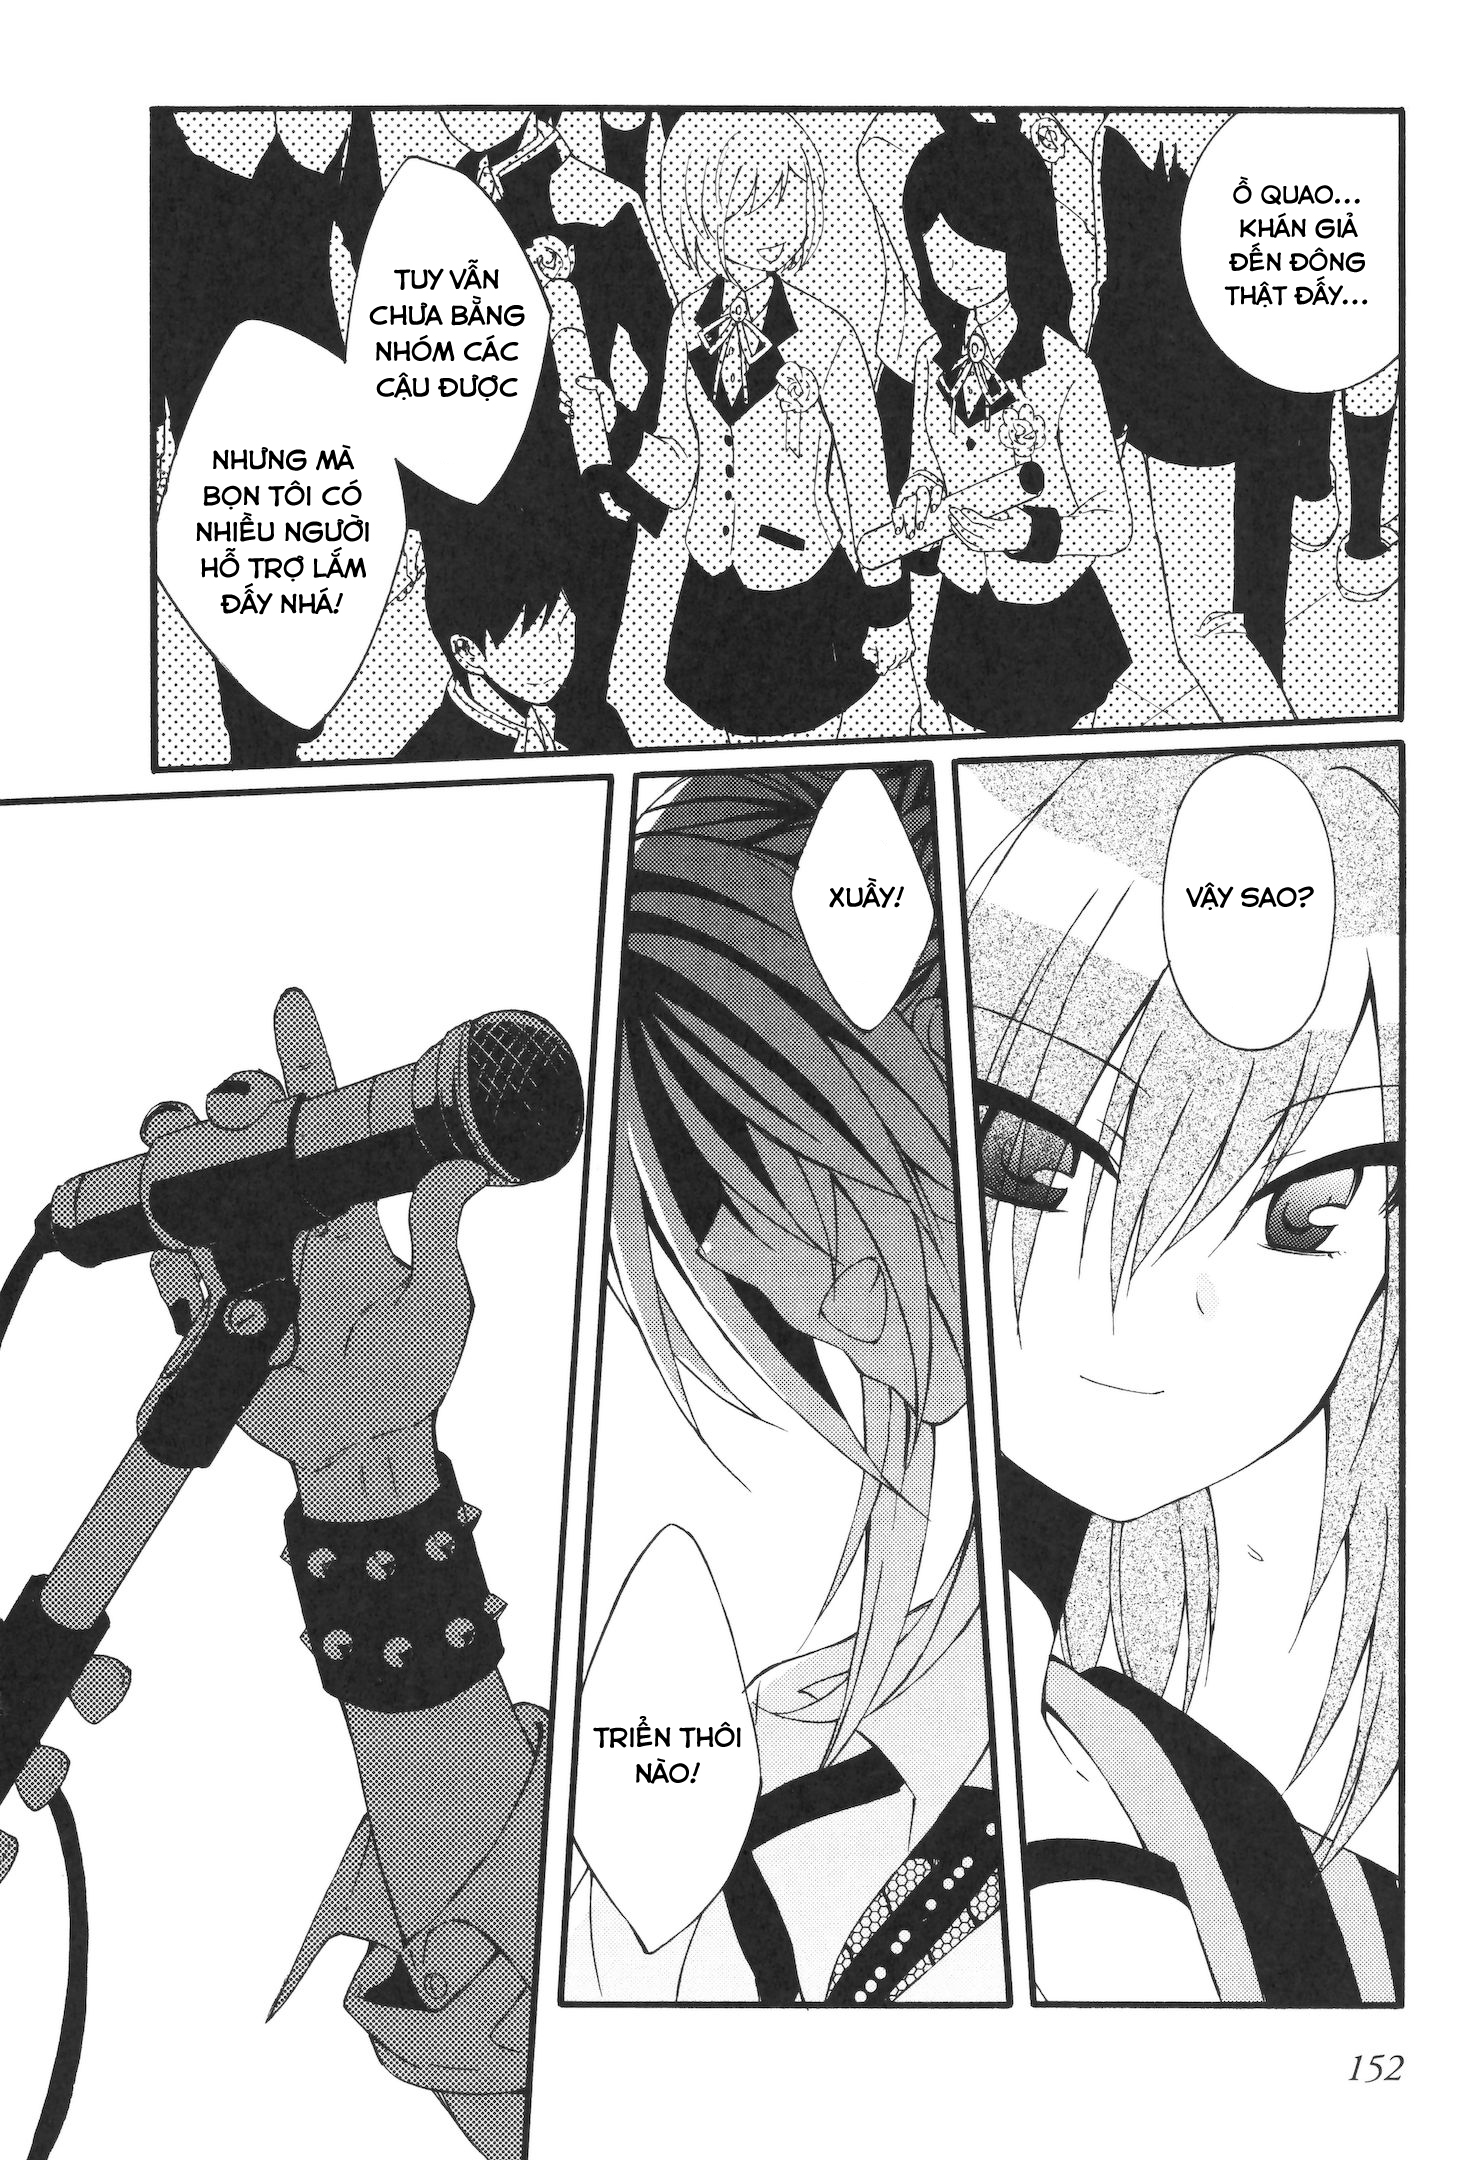 Ồ QUAO...
KHÁN GIẢ
ĐẾN ĐÔNG
THẬT ĐẤY...
TUY VẪN
CHƯA BẰNG
NHÓM CÁC
CẬU ĐƯỢC
NHƯNG MÀ
BỌN TÔI CÓ
NHIỀU NGƯỜI
HỖ TRỢ LẮM
ĐẤY NHÁ!
VẬY SAO?
XUẦY!
TRIỂN THÔI
NÀO!
152